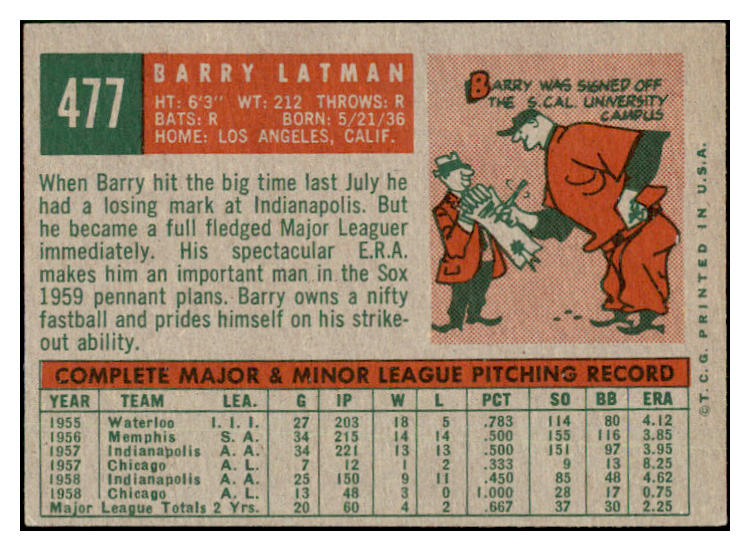 477
BARRY LATMAN
HT: 6'3" WT: 212 THROWS: R
BATS: R BORN: 5/21/36
HOME: LOS ANGELES, CALIF.
When Barry hit the big time last July he
had a losing mark at Indianapolis. But
he became a full fledged Major Leaguer
immediately. His spectacular E.R.A.
makes him an important man in the Sox
1959 pennant plans. Barry owns a nifty
fastball and prides himself on his strike-
out ability.
BARRY WAS SIGNED OFF
THE S.CAL. UNIVERSITY
CAMPUS
COMPLETE MAJOR & MINOR LEAGUE PITCHING RECORD
YEAR TEAM LEA. G IP W L PCT SO BB ERA
1955 Waterloo I. I. I. 27 203 18 5 .783 114 80 4.12
1956 Memphis S. A. 34 215 14 14 .500 155 116 3.85
1957 Indianapolis A. A. 34 221 13 13 .500 151 97 3.95
1957 Chicago A. L. 7 12 1 2 .333 9 13 8.25
1958 Indianapolis A. A. 25 150 9 11 .450 85 48 4.62
1958 Chicago A. L. 13 48 3 0 1.000 28 17 0.75
Major League Totals 2 Yrs. 20 60 4 2 .667 37 30 2.25
©T. C. G. PRINTED IN U.S.A.